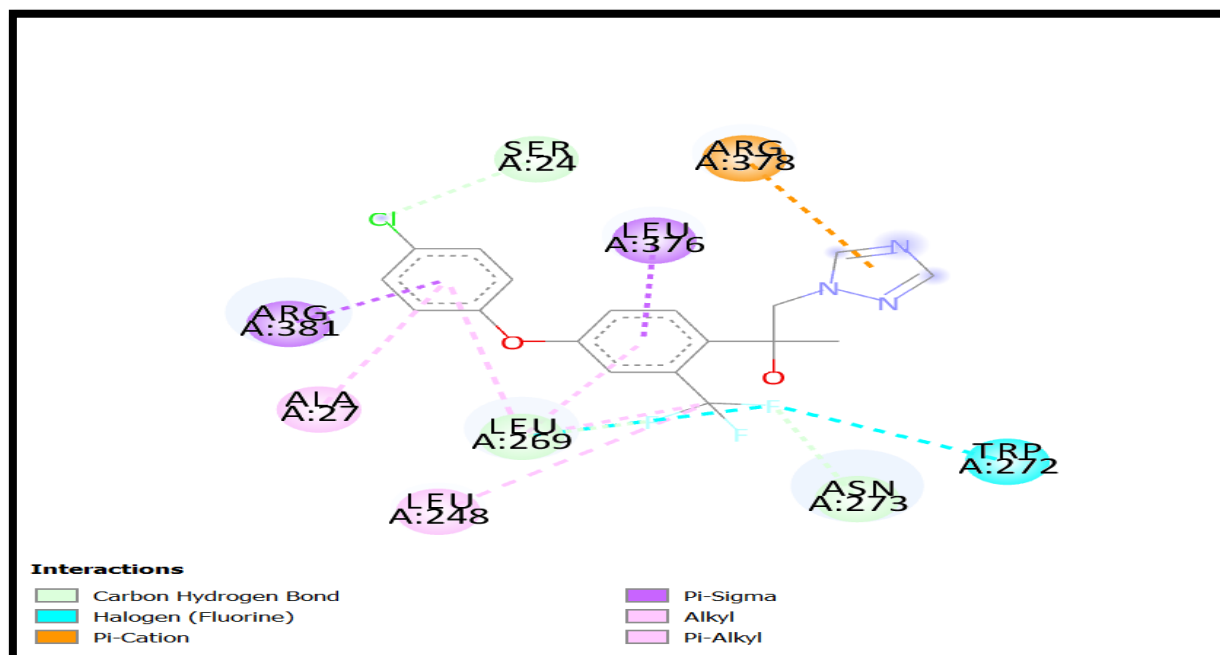 SER
A:24
ARG
A:378
Cl
LEU
A:376
N
ARG
A:381
N
N
O
O
ALA
A:27
LEU
A:269
F
F
F
TRP
A:272
LEU
A:248
ASN
A:273
Interactions
Carbon Hydrogen Bond
Halogen (Fluorine)
Pi-Cation
Pi-Sigma
Alkyl
Pi-Alkyl